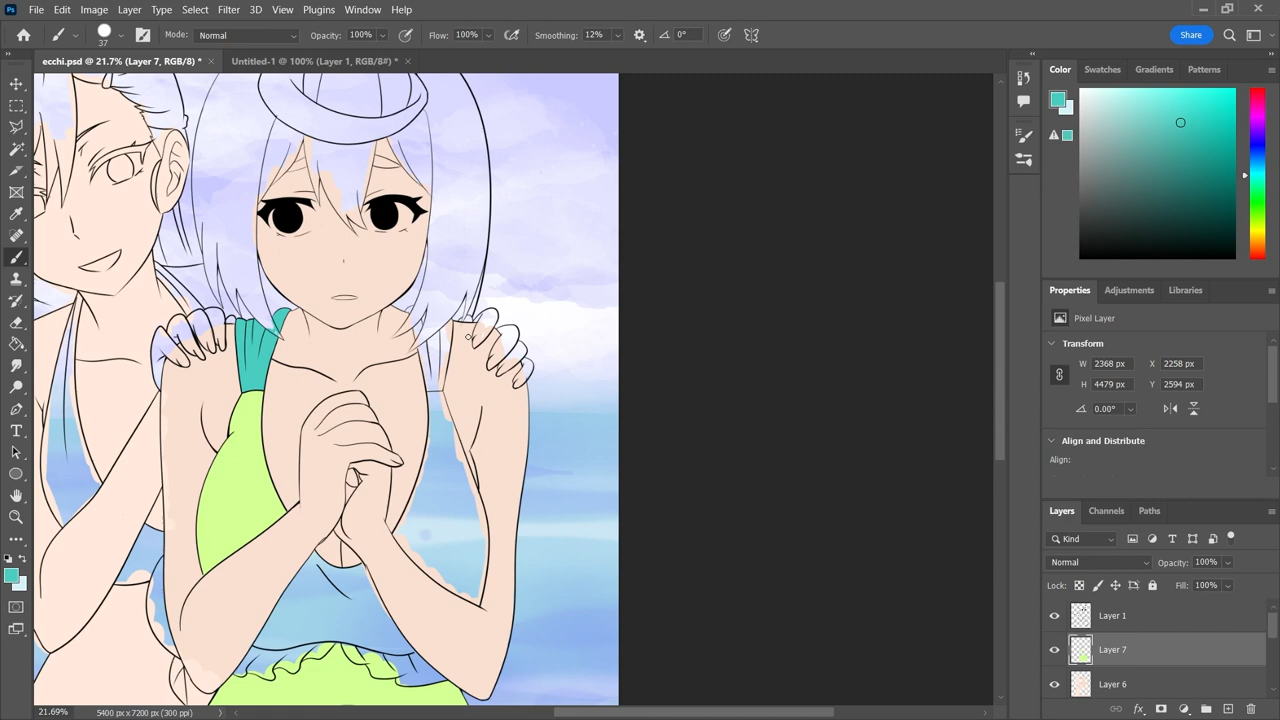 Ps File Edit Image Layer Type Select Filter 3D View Plugins Window Help
37 Mode: Normal Opacity: 100% Flow: 100% Smoothing: 12% 0° Share
ecchi.psd @ 21.7% (Layer 7, RGB/8) * × Untitled-1 @ 100% (Layer 1, RGB/8#) * ×
Color Swatches Gradients Patterns
Properties Adjustments Libraries
Pixel Layer
Transform
W 2368 px X 2258 px
H 4479 px Y 2594 px
0.00°
Align and Distribute
Align:
Layers Channels Paths
Kind
Normal Opacity: 100%
Lock: Fill: 100%
Layer 1
Layer 7
Layer 6
21.69% 5400 px x 7200 px (300 ppi)